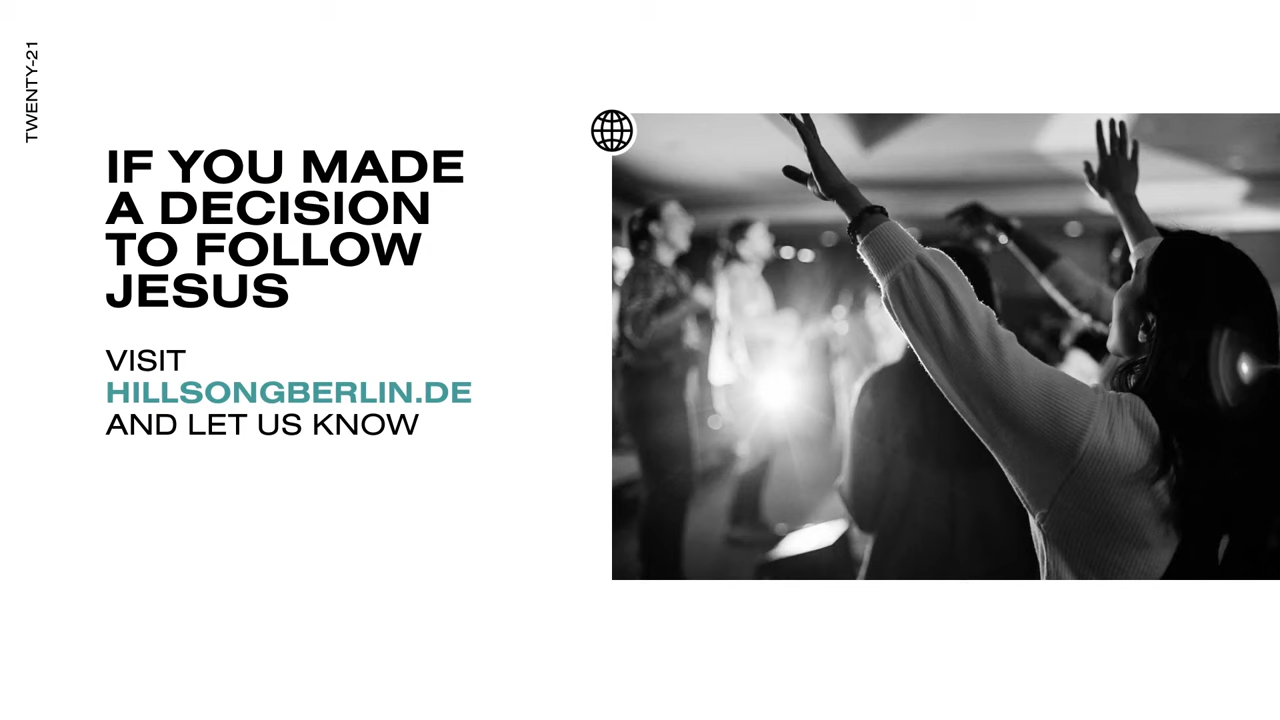 TWENTY-21
IF YOU MADE
A DECISION
TO FOLLOW
JESUS
VISIT
HILLSONGBERLIN.DE
AND LET US KNOW